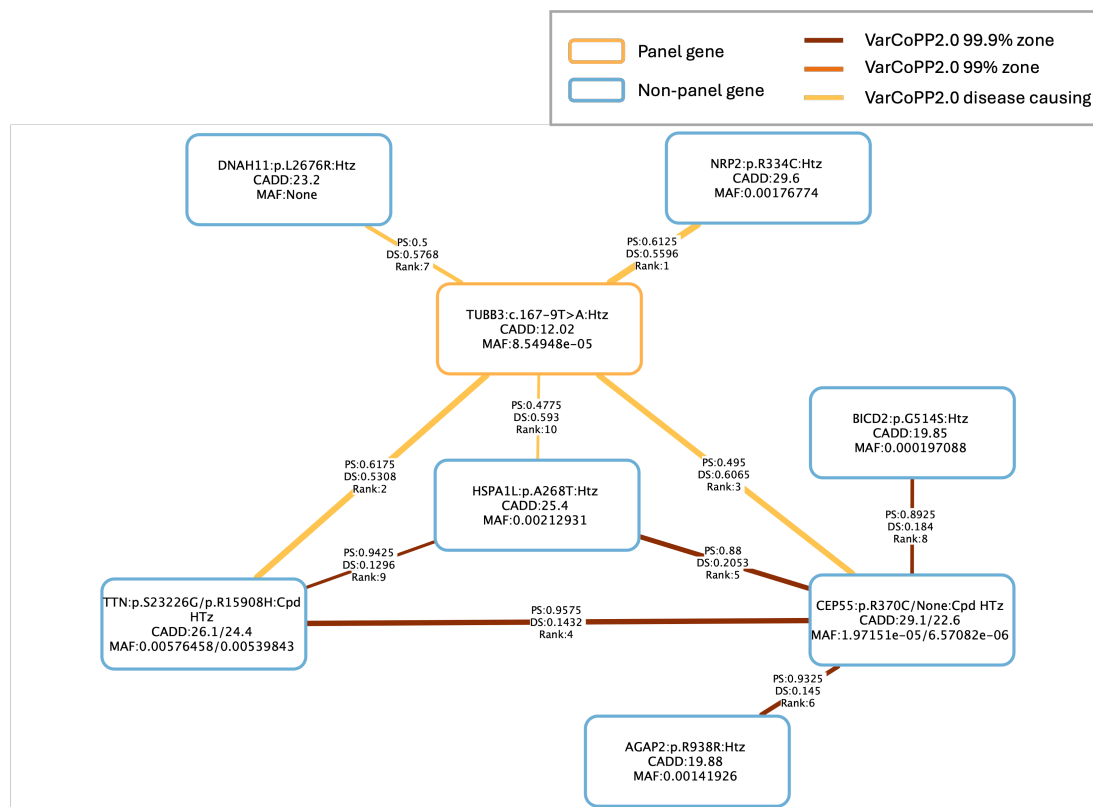 Panel gene
Non-panel gene
VarCoPP2.0 99.9% zone
VarCoPP2.0 99% zone
VarCoPP2.0 disease causing
DNAH11:p.L2676R:Htz
CADD:23.2
MAF:None
NRP2:p.R334C:Htz
CADD:29.6
MAF:0.00176774
PS:0.5
DS:0.5768
Rank:7
PS:0.6125
DS:0.5596
Rank:1
TUBB3:c.167-9T>A:Htz
CADD:12.02
MAF:8.54948e-05
PS:0.4775
DS:0.593
Rank:10
BICD2:p.G514S:Htz
CADD:19.85
MAF:0.000197088
PS:0.6175
DS:0.5308
Rank:2
PS:0.495
DS:0.6065
Rank:3
HSPA1L:p.A268T:Htz
CADD:25.4
MAF:0.00212931
PS:0.8925
DS:0.184
Rank:8
PS:0.9425
DS:0.1296
Rank:9
PS:0.88
DS:0.2053
Rank:5
TTN:p.S23226G/p.R15908H:Cpd
HTz
CADD:26.1/24.4
MAF:0.00576458/0.00539843
PS:0.9575
DS:0.1432
Rank:4
CEP55:p.R370C/None:Cpd HTz
CADD:29.1/22.6
MAF:1.97151e-05/6.57082e-06
PS:0.9325
DS:0.145
Rank:6
AGAP2:p.R938R:Htz
CADD:19.88
MAF:0.00141926